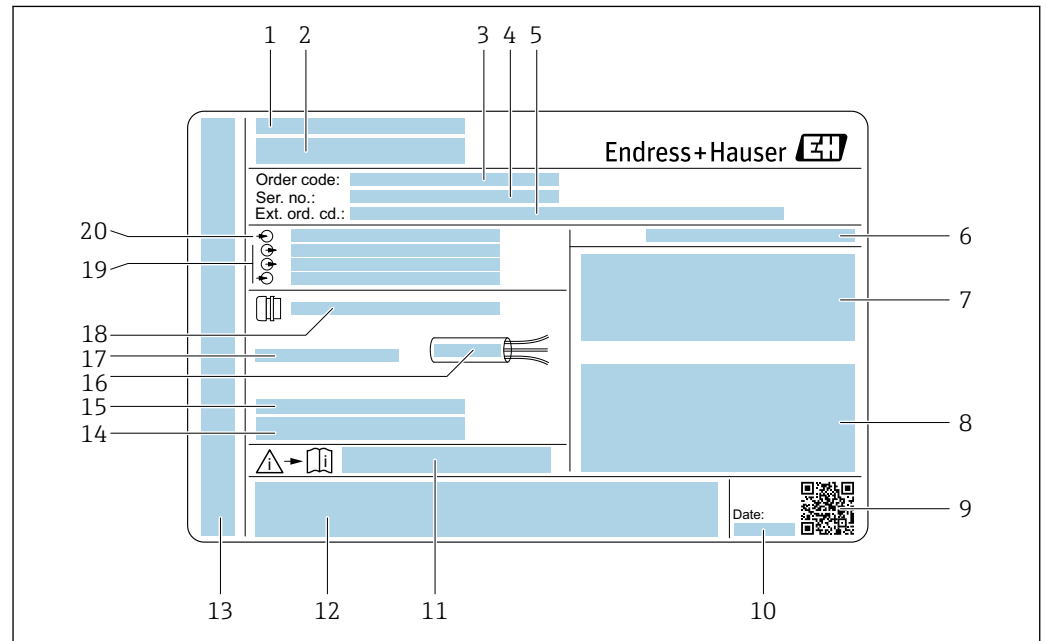 1 2 3 4 5
Endress+Hauser EH
Order code:
Ser. no.:
Ext. ord. cd.:
20
6
19
7
18
17
16
15
8
14
i i
Date:
9
13 12 11 10